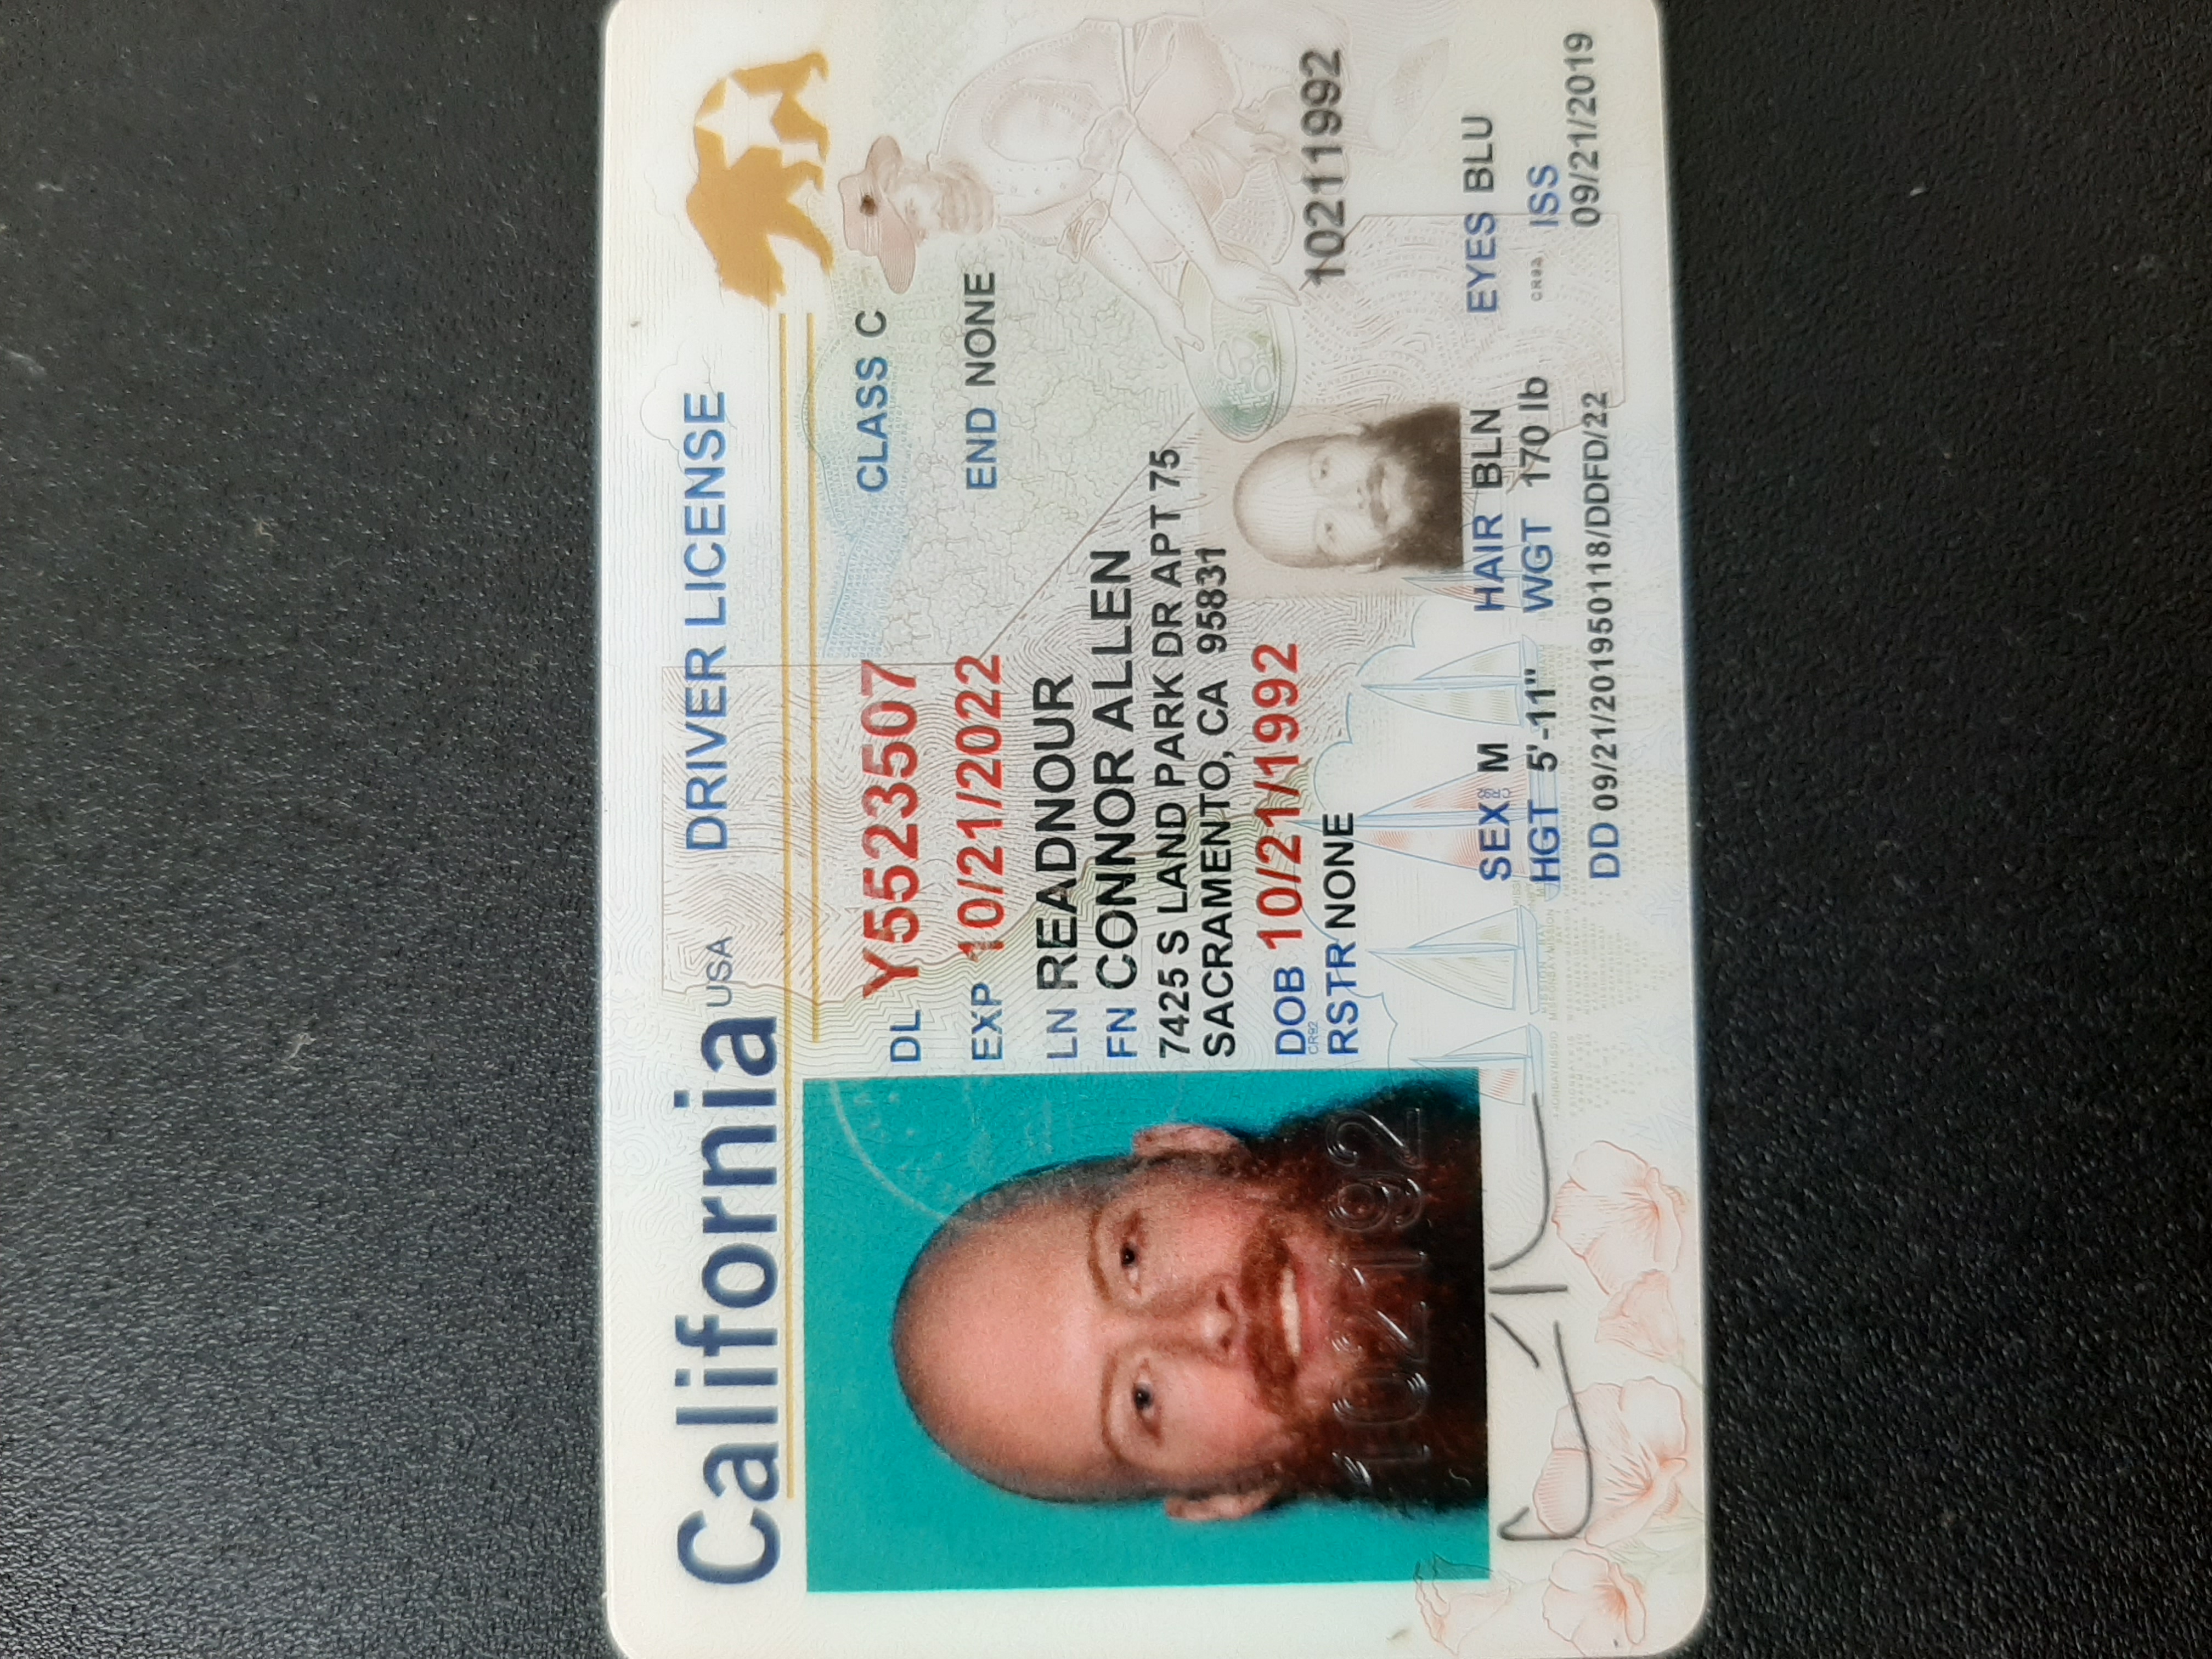 California USA DRIVER LICENSE
DL Y5523507 CLASS C
EXP 10/21/2022 END NONE
LN READNOUR
FN CONNOR ALLEN
7425 S LAND PARK DR APT 75
SACRAMENTO, CA 95831
DOB 10/21/1992
CR92
RSTR NONE
10211992
102192
SEX M HAIR BLN EYES BLU
HGT 5'-11" WGT 170 lb ISS
09/21/2019
DD 09/21/201950118/DDFD/22